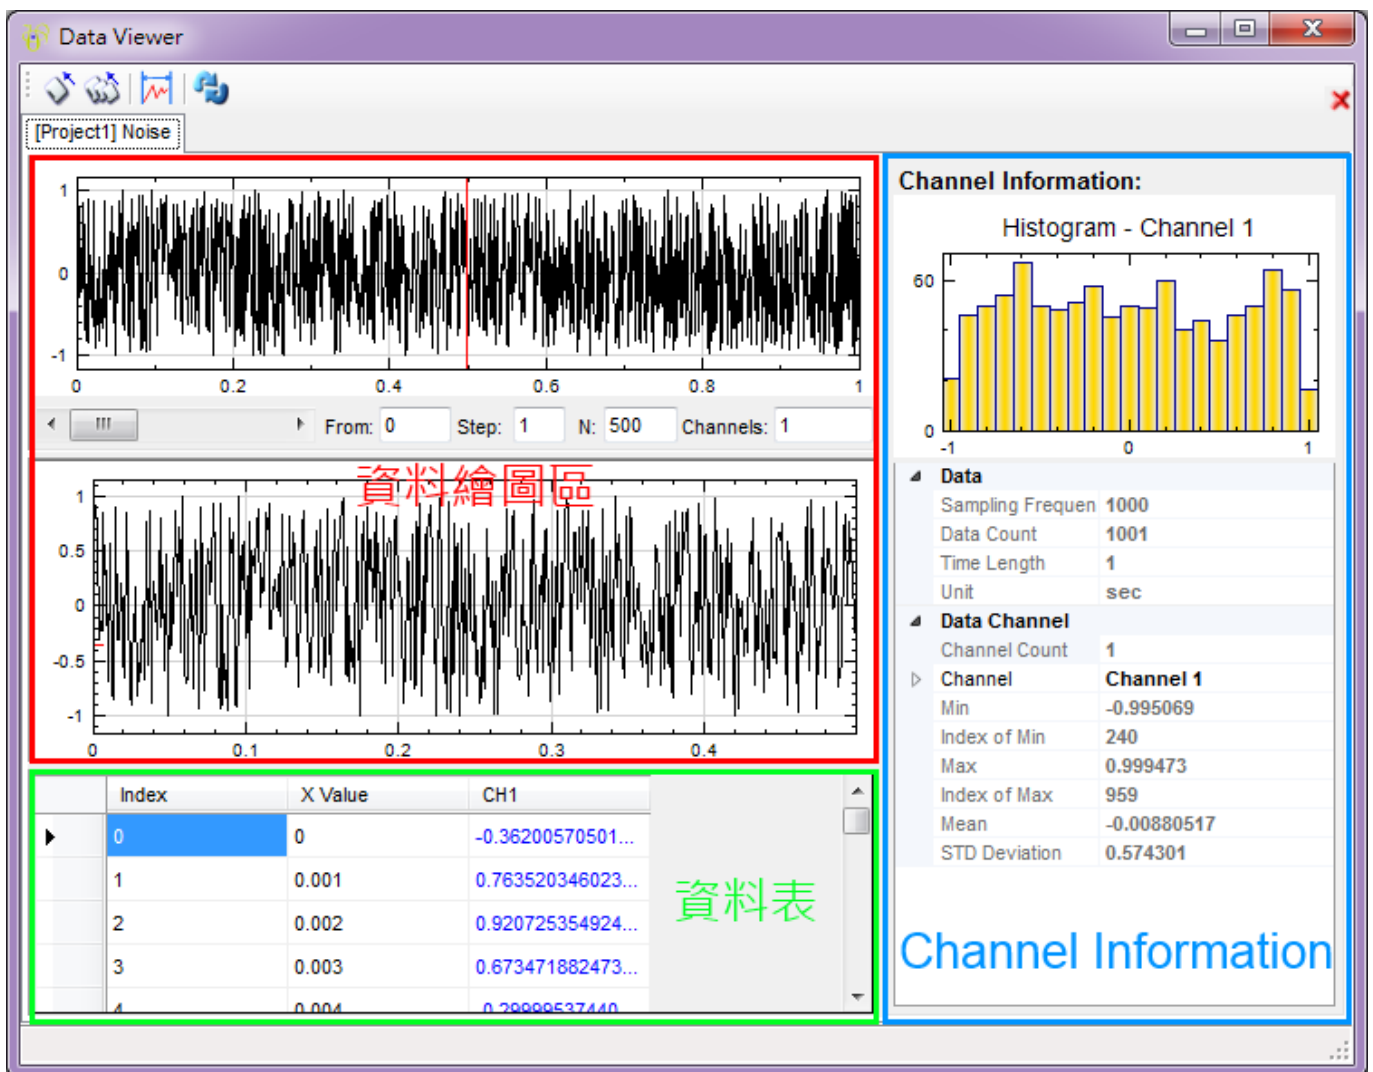 Data Viewer
[Project1] Noise
1
0
-1
0 0.2 0.4 0.6 0.8 1
From: 0 Step: 1 N: 500 Channels: 1
資料繪圖區
1
0.5
0
-0.5
-1
0 0.1 0.2 0.3 0.4
Index X Value CH1
0 0 -0.36200570501...
1 0.001 0.763520346023...
2 0.002 0.920725354924...
3 0.003 0.673471882473...
4 0.004 0.29999537440
資料表
Channel Information:
Histogram - Channel 1
60
0
-1 0 1
Data
Sampling Frequen 1000
Data Count 1001
Time Length 1
Unit sec
Data Channel
Channel Count 1
Channel Channel 1
Min -0.995069
Index of Min 240
Max 0.999473
Index of Max 959
Mean -0.00880517
STD Deviation 0.574301
Channel Information